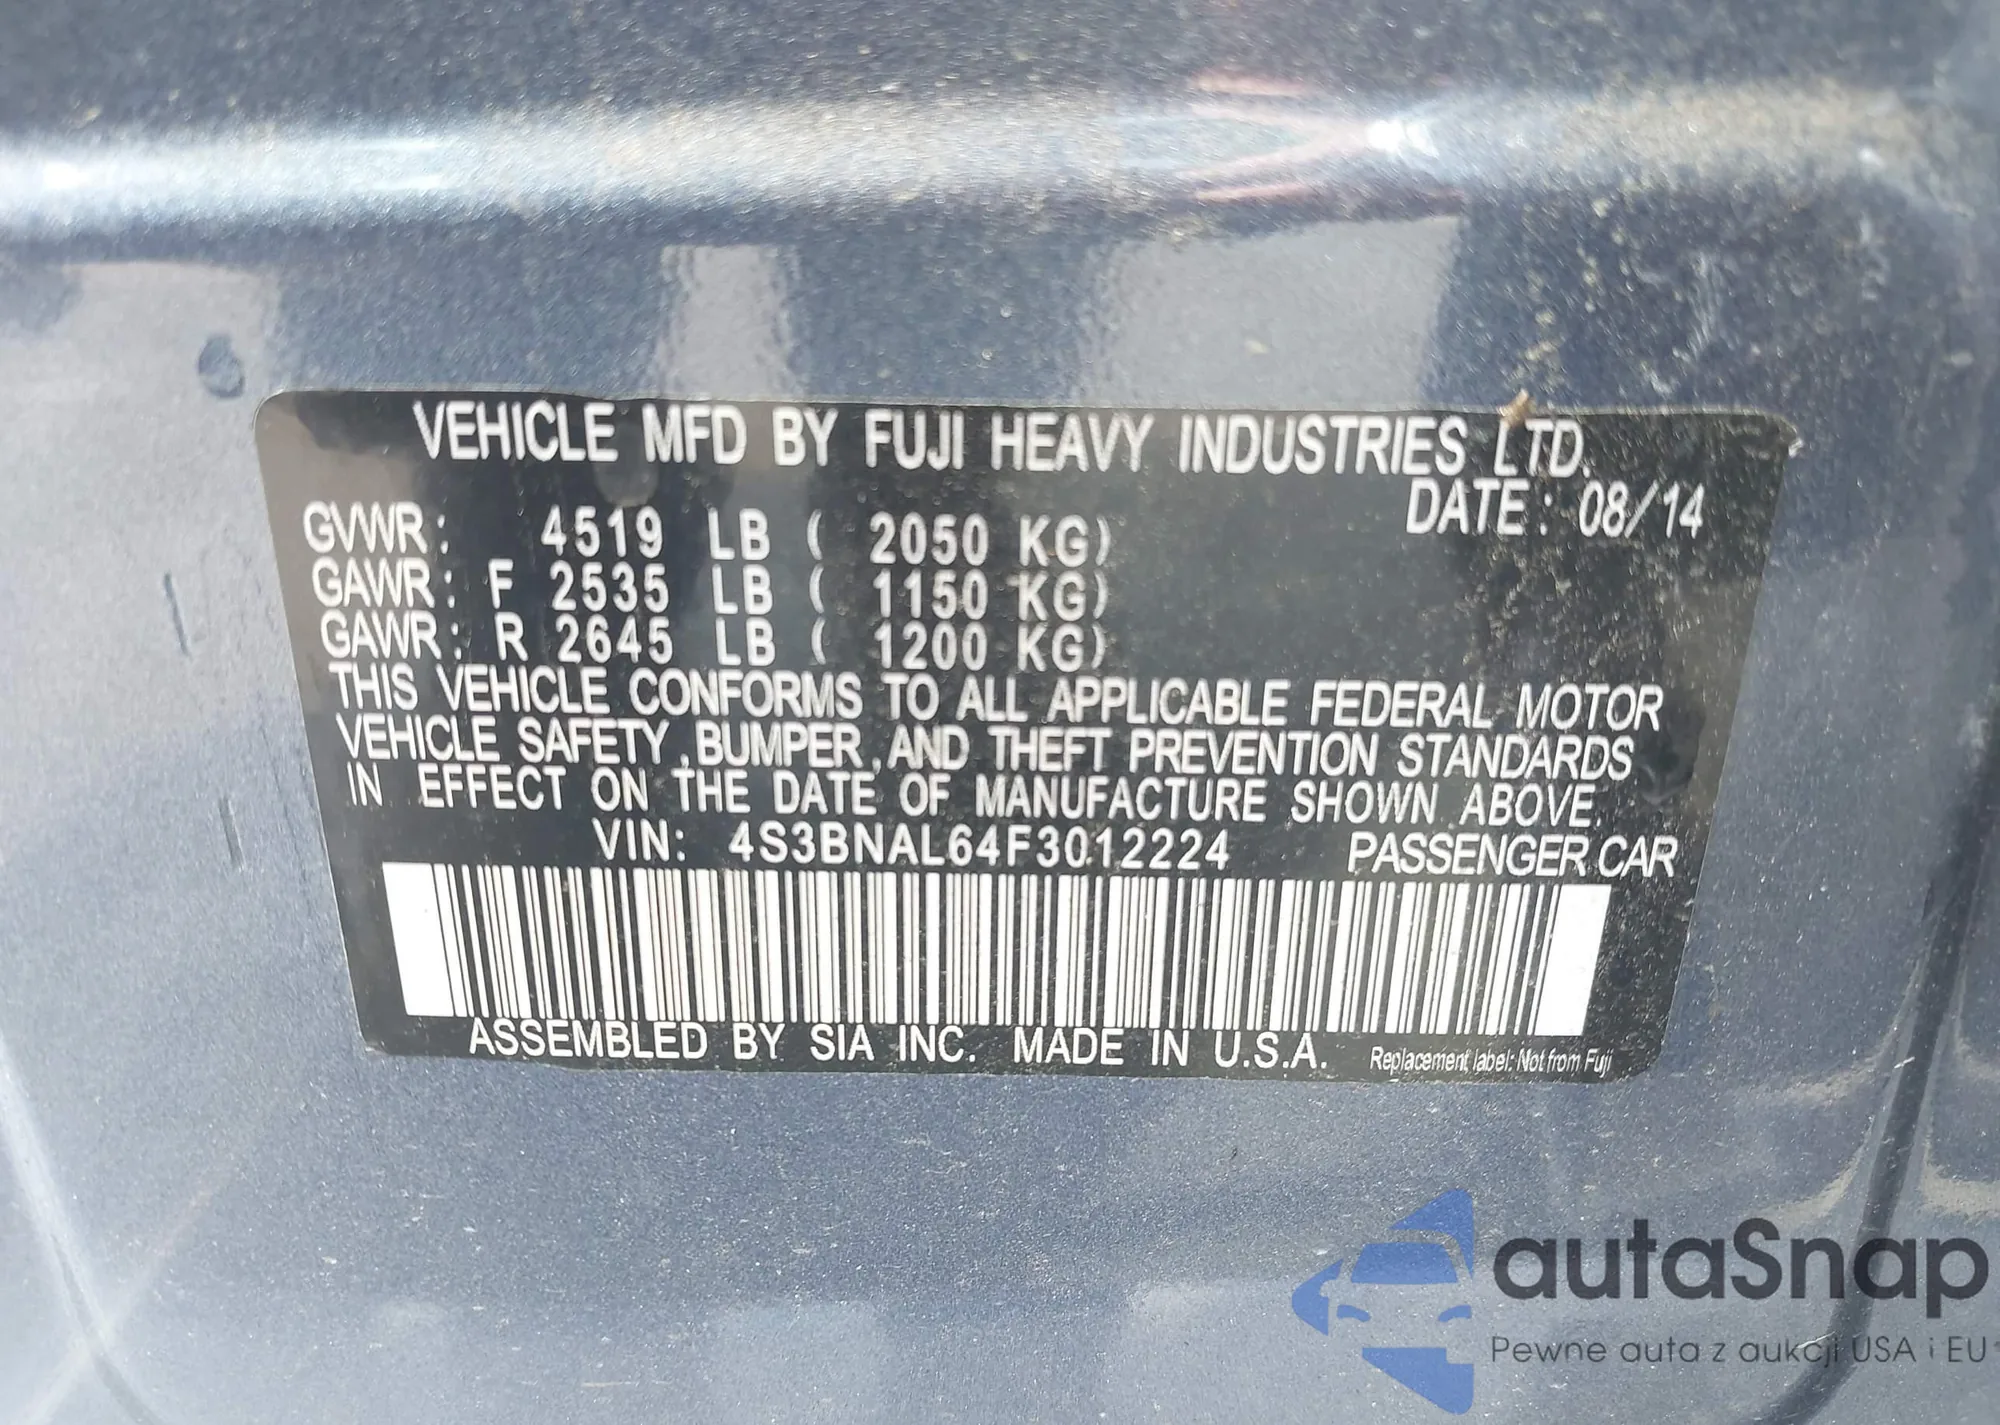 VEHICLE MFD BY FUJI HEAVY INDUSTRIES LTD.
DATE: 08/14
GVWR: 4519 LB ( 2050 KG)
GAWR: F 2535 LB ( 1150 KG)
GAWR: R 2645 LB ( 1200 KG)
THIS VEHICLE CONFORMS TO ALL APPLICABLE FEDERAL MOTOR
VEHICLE SAFETY, BUMPER, AND THEFT PREVENTION STANDARDS
IN EFFECT ON THE DATE OF MANUFACTURE SHOWN ABOVE.
VIN: 4S3BNAL64F3012224 PASSENGER CAR
ASSEMBLED BY SIA INC. MADE IN U.S.A. Replacement label: Not from Fuji
autaSnap
Pewne auta z aukcji USA i EU